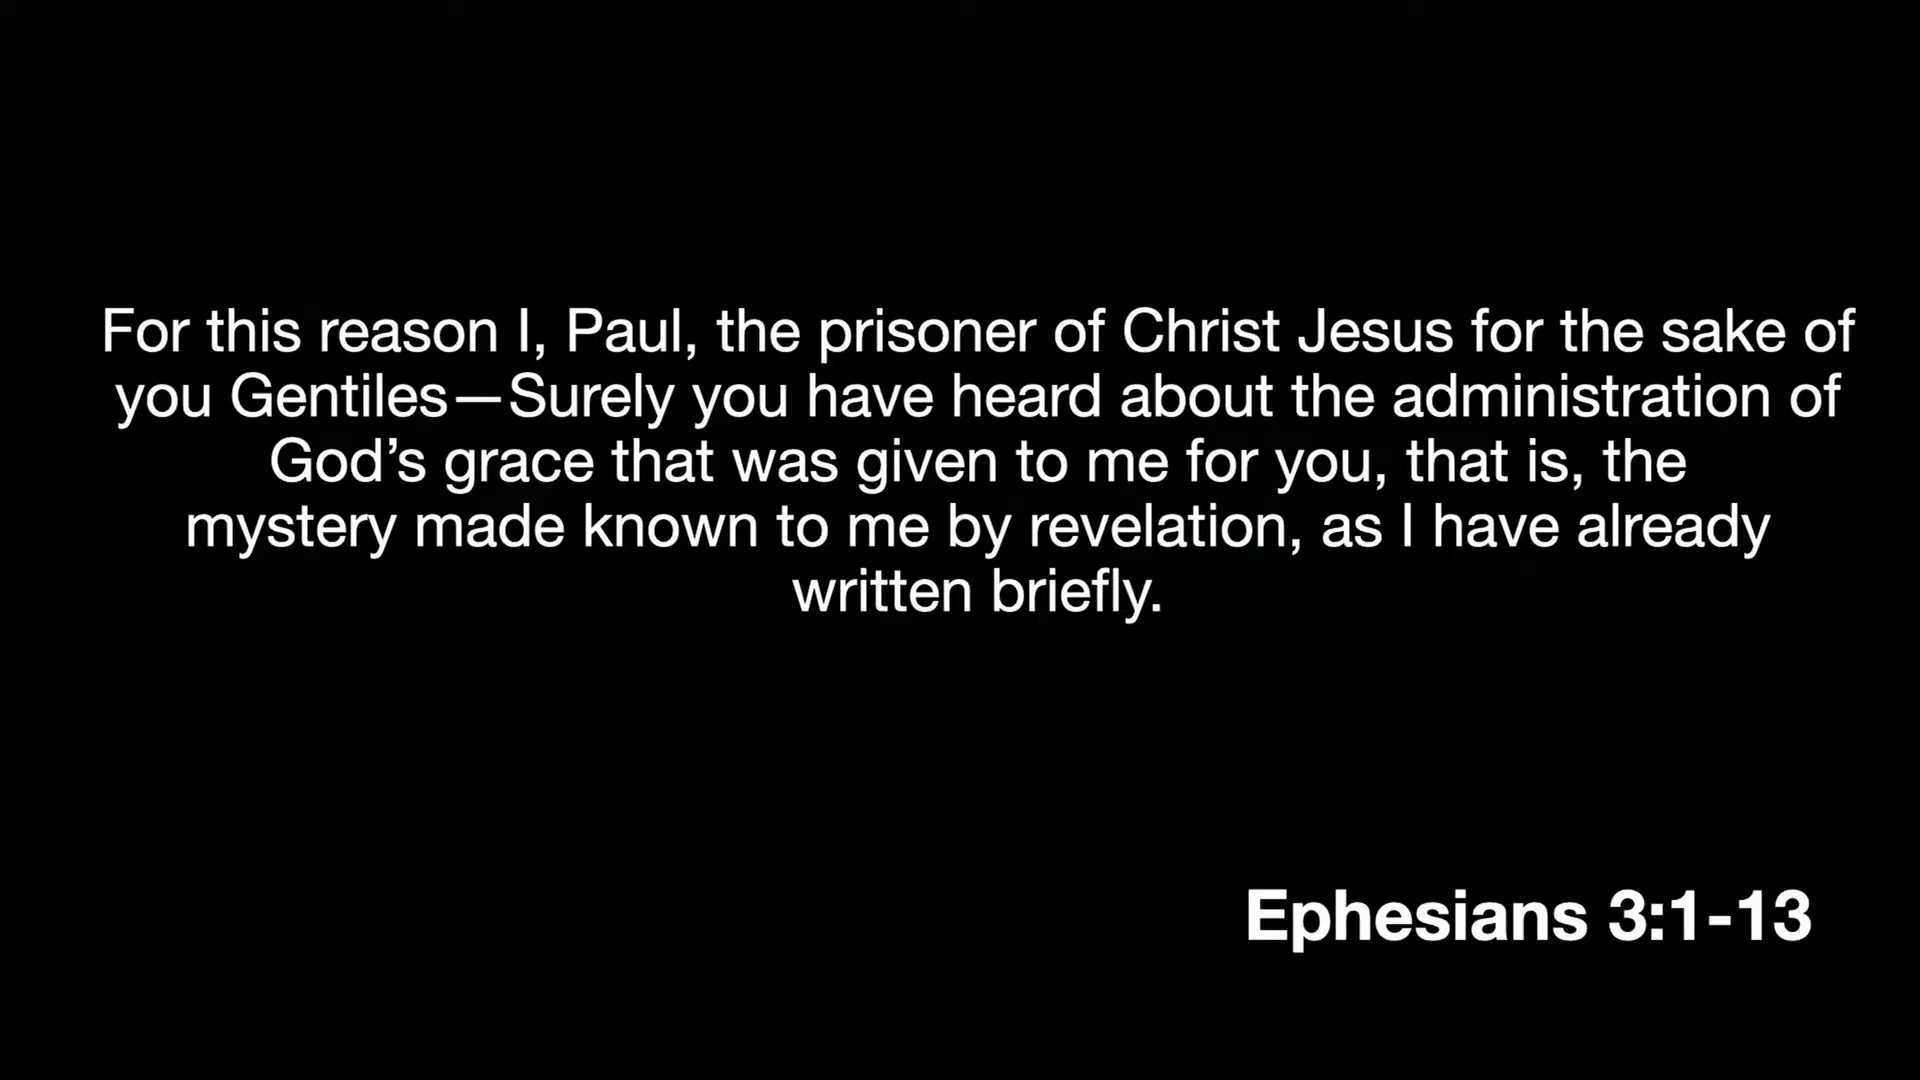 For this reason I, Paul, the prisoner of Christ Jesus for the sake of
you Gentiles—Surely you have heard about the administration of
God’s grace that was given to me for you, that is, the
mystery made known to me by revelation, as I have already
written briefly.
Ephesians 3:1-13